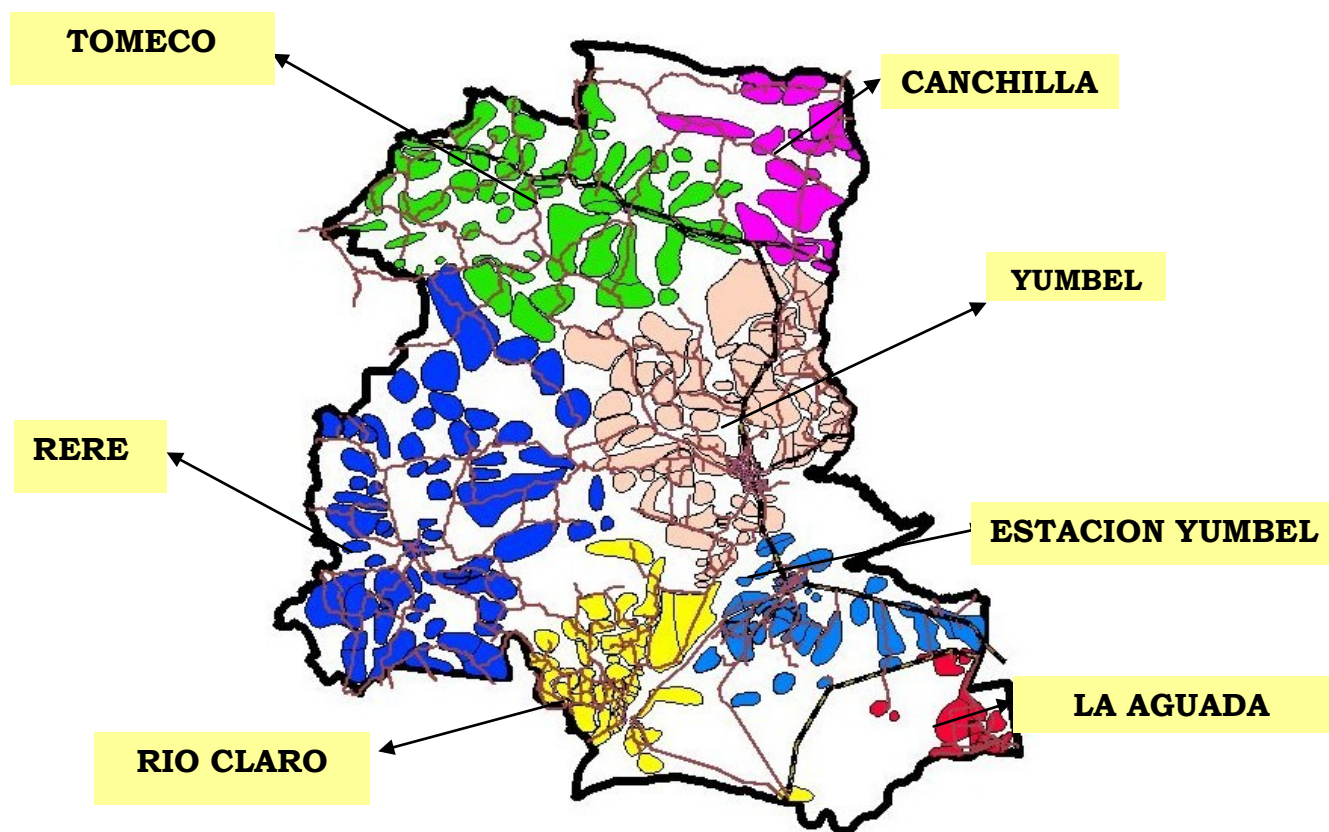 TOMECO
CANCHILLA
YUMBEL
RERE
ESTACION YUMBEL
LA AGUADA
RIO CLARO